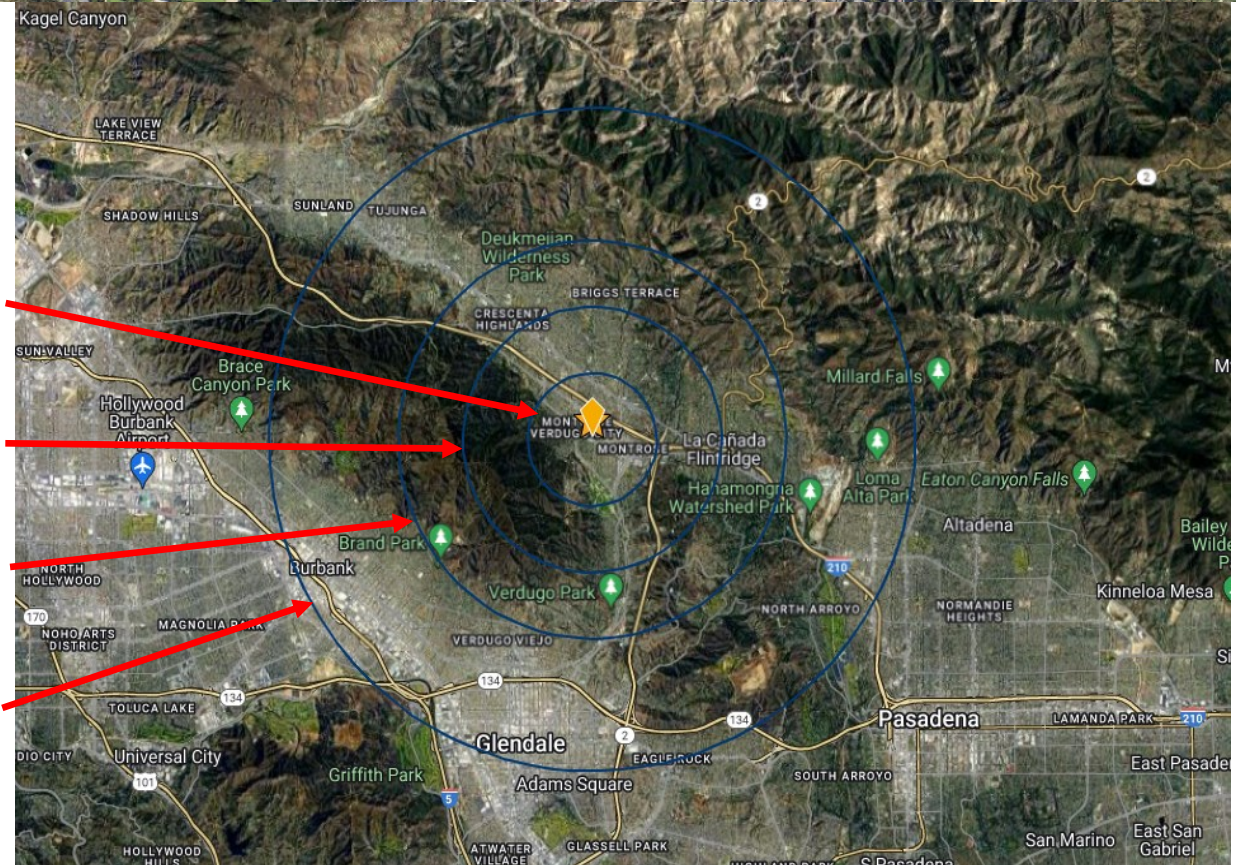 Kagel Canyon
LAKE VIEW
TERRACE
2
2
SHADOW HILLS
SUNLAND
TUJUNGA
Deukmejian
Wilderness
Park
BRIGGS TERRACE
CRESCENTA
HIGHLANDS
SUN VALLEY
Brace
Canyon Park
Millard Falls
Hollywood
Burbank
Airport
VERDUGO
MONTROSE
La Cañada
Flintridge
Hahamongna
Watershed Park
Loma
Alta Park
Eaton Canyon Falls
Altadena
Bailey
Brand Park
NORTH
HOLLYWOOD
Burbank
210
Verdugo Park
Kinneloa Mesa
170
NOHO ARTS
DISTRICT
MAGNOLIA PARK
NORTH ARROYO
NORMANDIE
HEIGHTS
VERDUGO VIEJO
134
134
TOLUCA LAKE
134
2
Pasadena
LAMANDA PARK
210
Universal City
101
Glendale
EAGLE ROCK
Griffith Park
Adams Square
SOUTH ARROYO
5
San Marino
East San
Gabriel
HOLLYWOOD
HILLS
ATWATER
VILLAGE
GLASSELL PARK